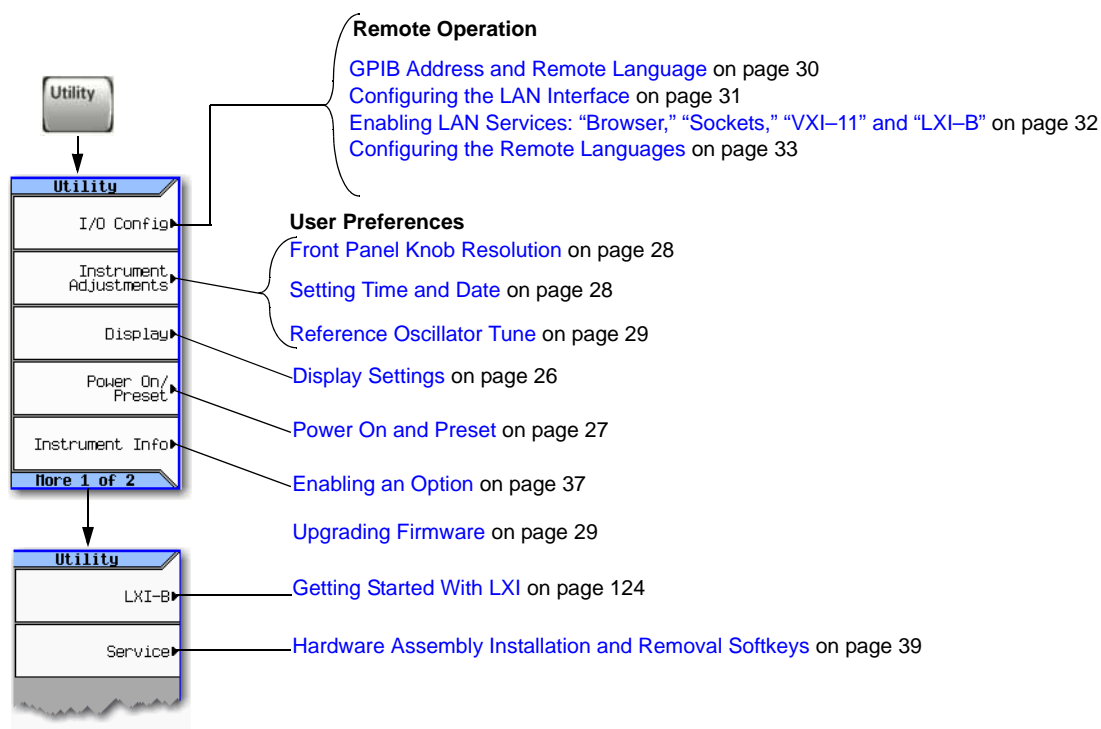 Remote Operation
GPIB Address and Remote Language on page 30
Configuring the LAN Interface on page 31
Enabling LAN Services: “Browser,” “Sockets,” “VXI–11” and “LXI–B” on page 32
Configuring the Remote Languages on page 33
Utility
Utility
I/O Config
Instrument
Adjustments
Display
Power On/
Preset
Instrument Info
More 1 of 2
User Preferences
Front Panel Knob Resolution on page 28
Setting Time and Date on page 28
Reference Oscillator Tune on page 29
Display Settings on page 26
Power On and Preset on page 27
Enabling an Option on page 37
Upgrading Firmware on page 29
Utility
LXI-B
Getting Started With LXI on page 124
Service
Hardware Assembly Installation and Removal Softkeys on page 39